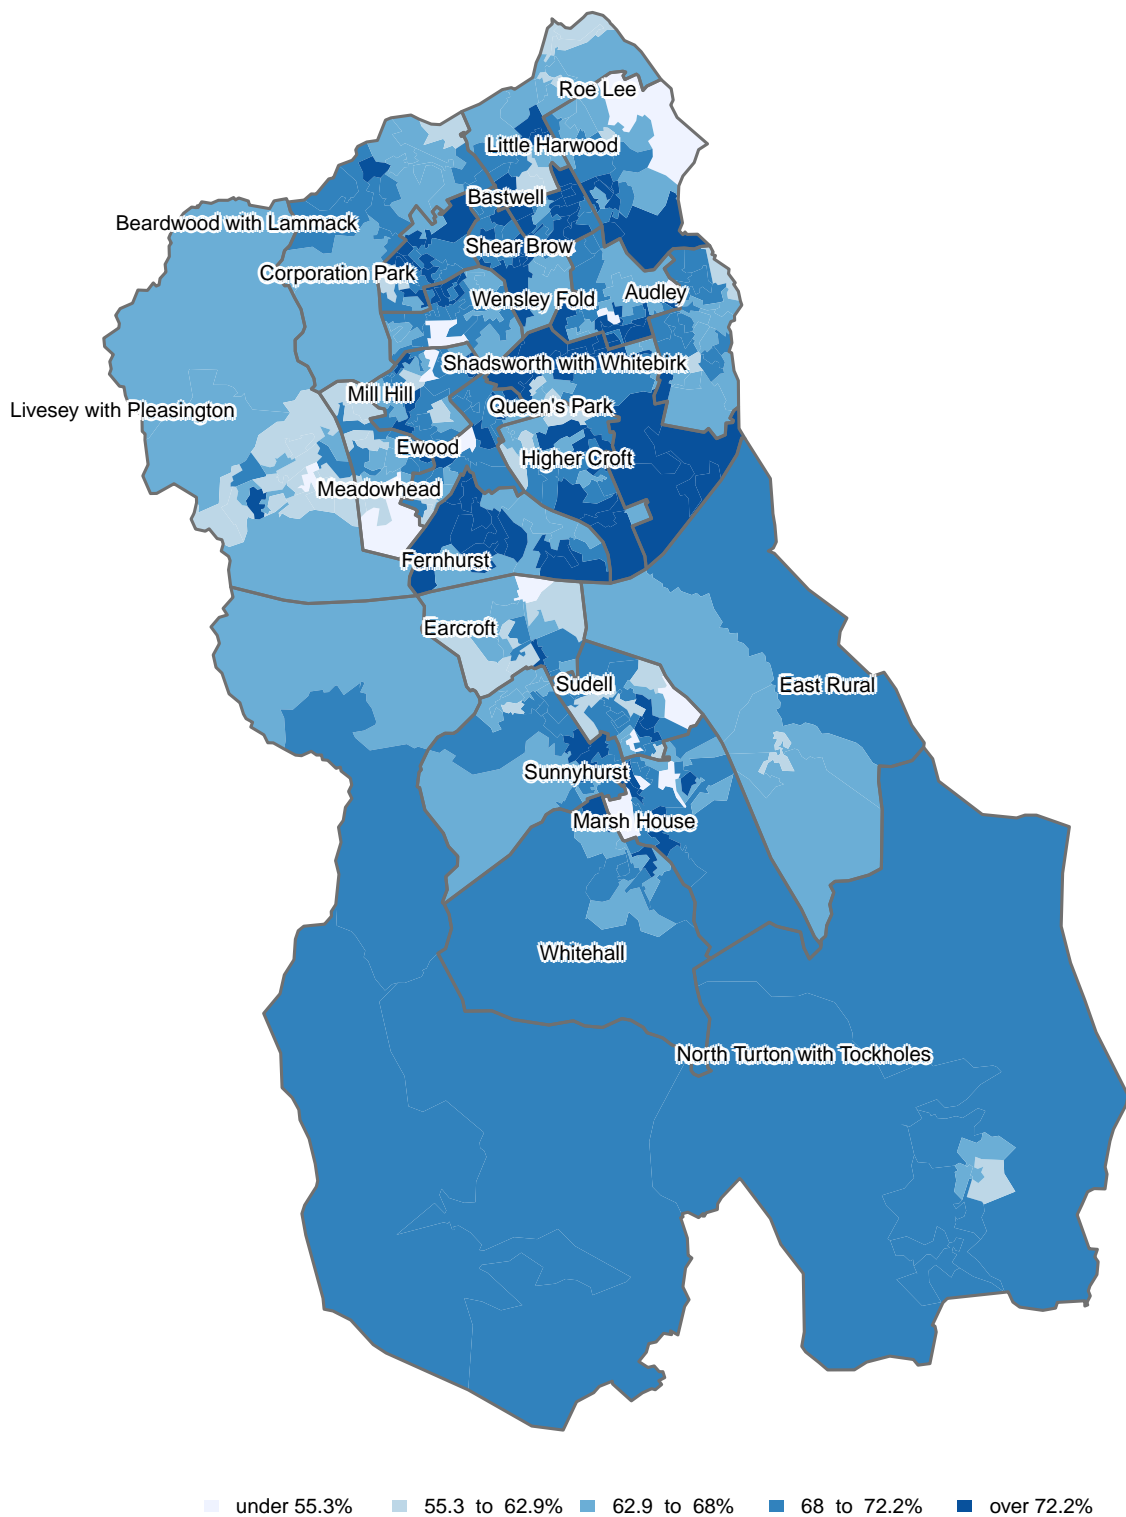 Roe Lee
Little Harwood
Bastwell
Beardwood with Lammack
Shear Brow
Corporation Park
Wensley Fold
Audley
Shadsworth with Whitebirk
Mill Hill
Queen's Park
Livesey with Pleasington
Ewood
Higher Croft
Meadowhead
Fernhurst
Earcroft
Sudell
East Rural
Sunnyhurst
Marsh House
Whitehall
North Turton with Tockholes
under 55.3% 55.3 to 62.9% 62.9 to 68% 68 to 72.2% over 72.2%